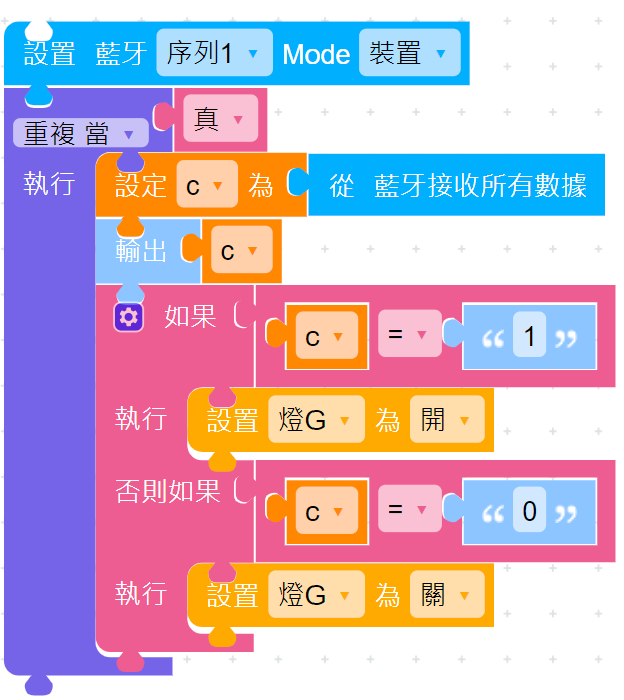 設置 藍牙 序列1 Mode 裝置
重複 當 真
執行 設定 c 為 從 藍牙接收所有數據
輸出 c
如果 c = “ 1 ”
執行 設置 燈G 為 開
否則如果 c = “ 0 ”
執行 設置 燈G 為 關